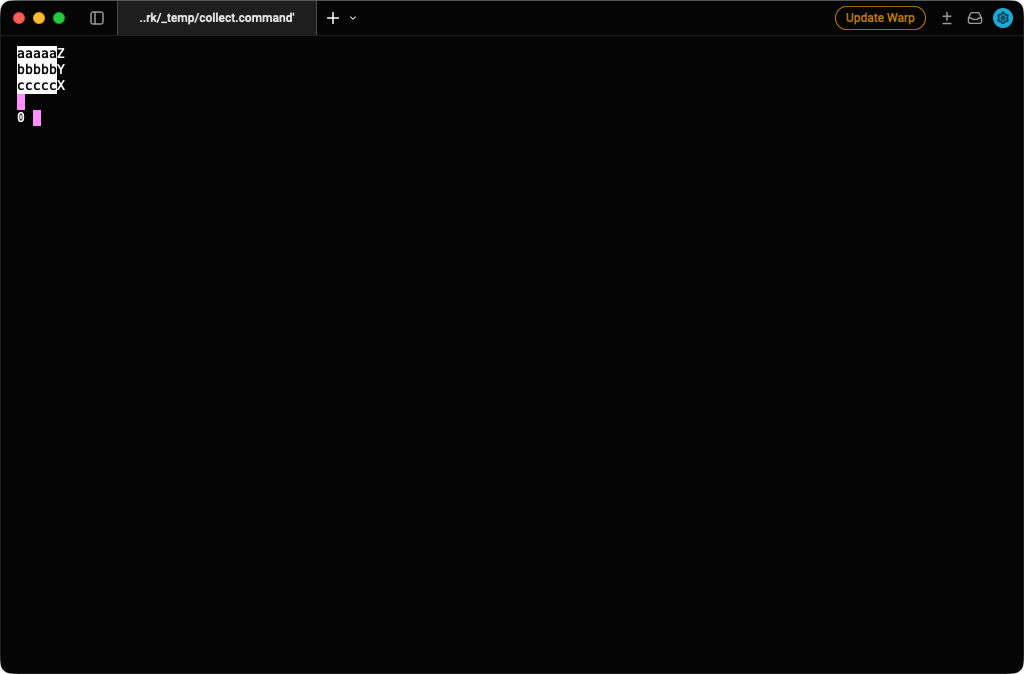 ..rk/_temp/collect.command'
Update Warp
aaaaaZ
bbbbbY
cccccX
0